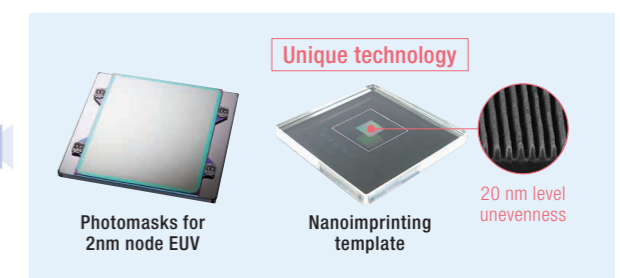 Unique technology
Photomasks for
2nm node EUV
Nanoimprinting
template
20 nm level
unevenness